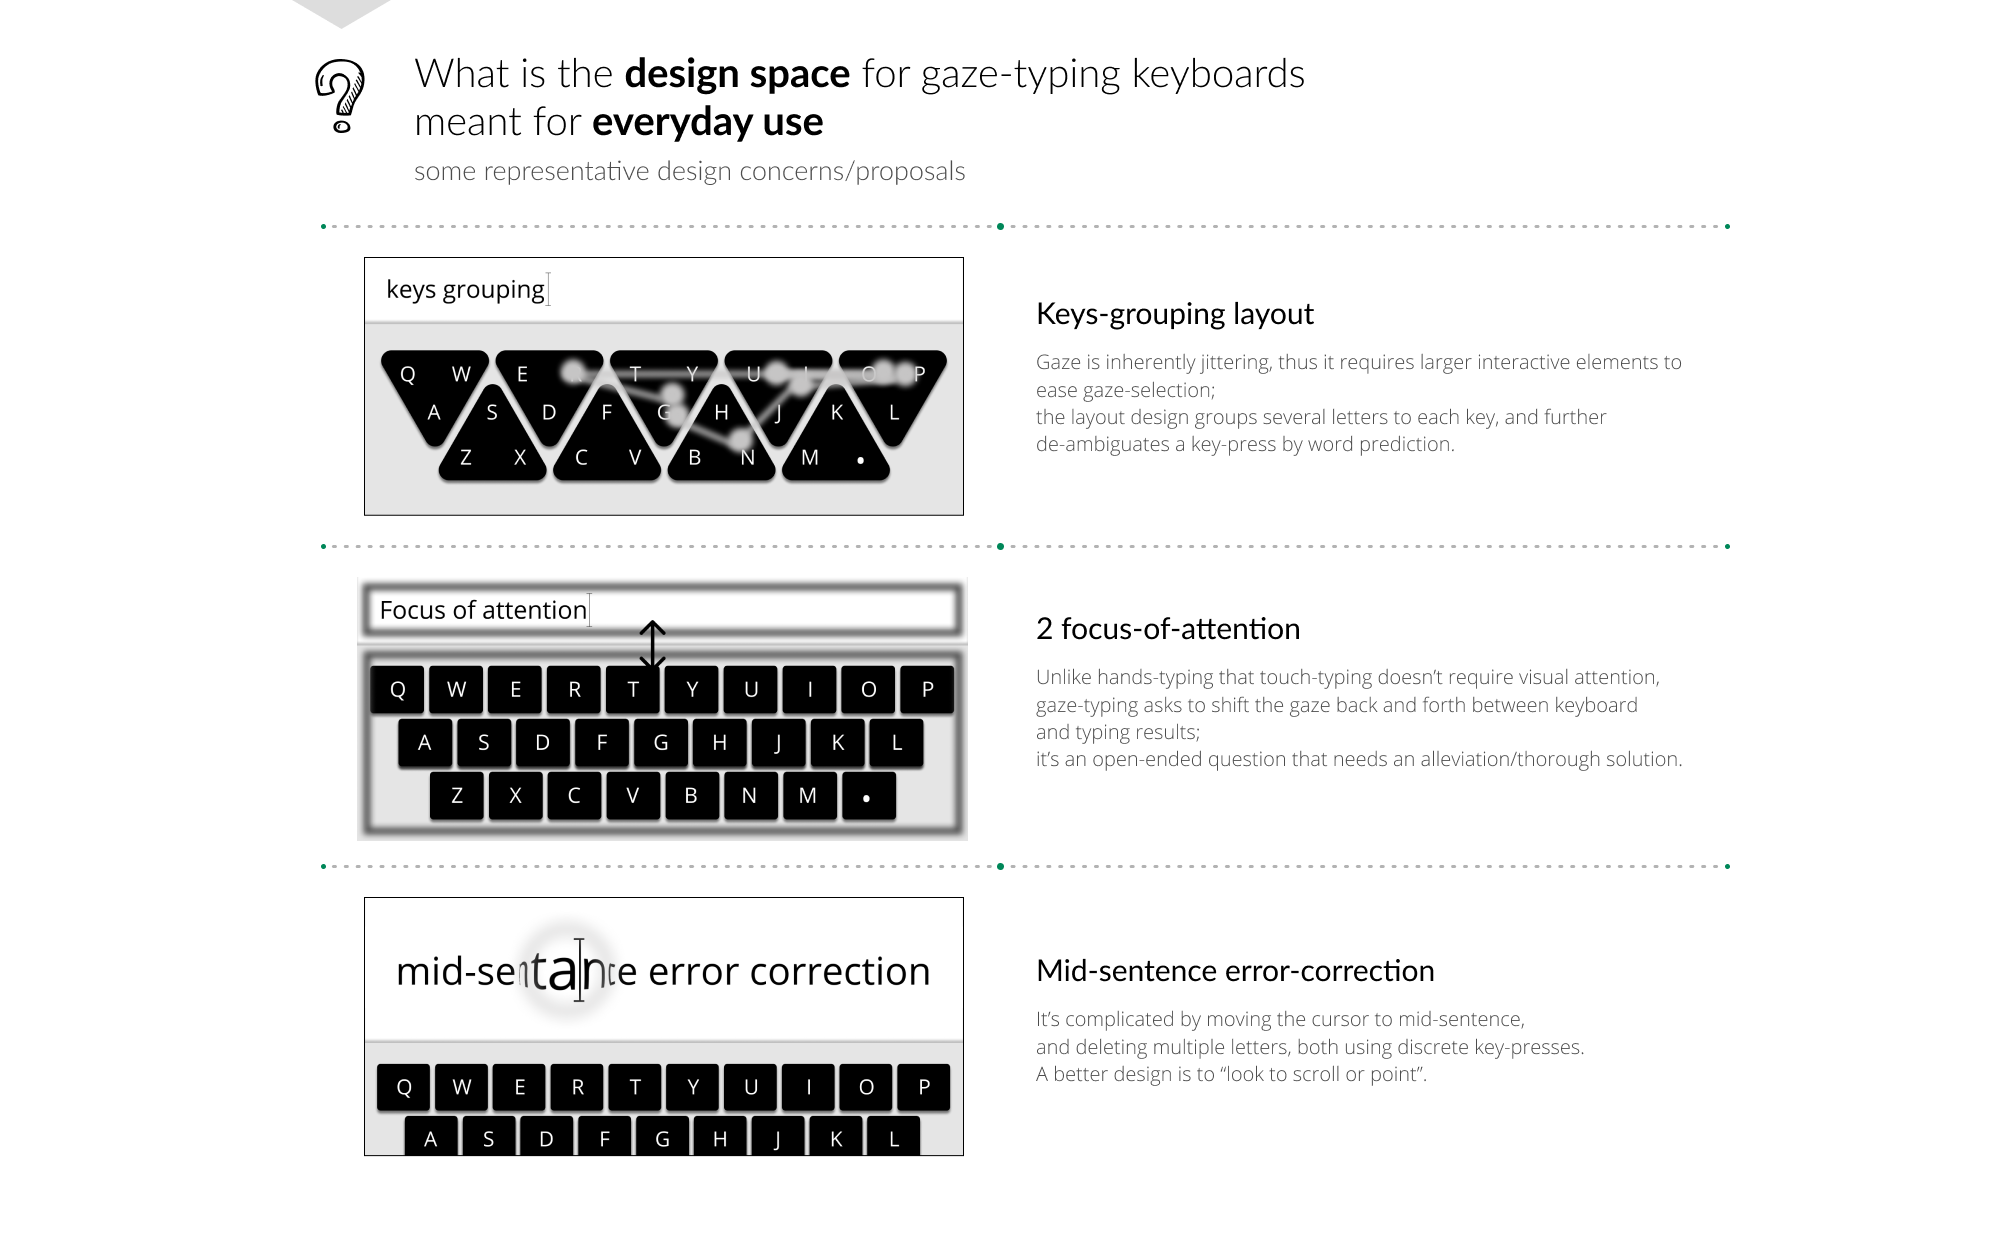 What is the design space for gaze-typing keyboards
meant for everyday use
some representative design concerns/proposals
keys grouping
Q W E T Y U O P
A S D F G H J K L
Z X C V B N M .
Keys-grouping layout
Gaze is inherently jittering, thus it requires larger interactive elements to
ease gaze-selection;
the layout design groups several letters to each key, and further
de-ambiguates a key-press by word prediction.
Focus of attention
Q W E R T Y U I O P
A S D F G H J K L
Z X C V B N M .
2 focus-of-attention
Unlike hands-typing that touch-typing doesn't require visual attention,
gaze-typing asks to shift the gaze back and forth between keyboard
and typing results;
it's an open-ended question that needs an alleviation/thorough solution.
mid-sentance error correction
Q W E R T Y U I O P
A S D F G H J K L
Mid-sentence error-correction
It's complicated by moving the cursor to mid-sentence,
and deleting multiple letters, both using discrete key-presses.
A better design is to “look to scroll or point”.